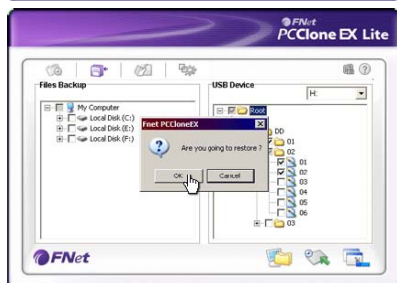 FNet
PCClone EX Lite
Files Backup
USB Device
H:
My Computer
Local Disk (C:)
Local Disk (E:)
Local Disk (F:)
Root
DD
01
02
01
02
03
04
05
06
03
Fnet PCCloneEX
Are you going to restore ?
OK
Cancel
FNet